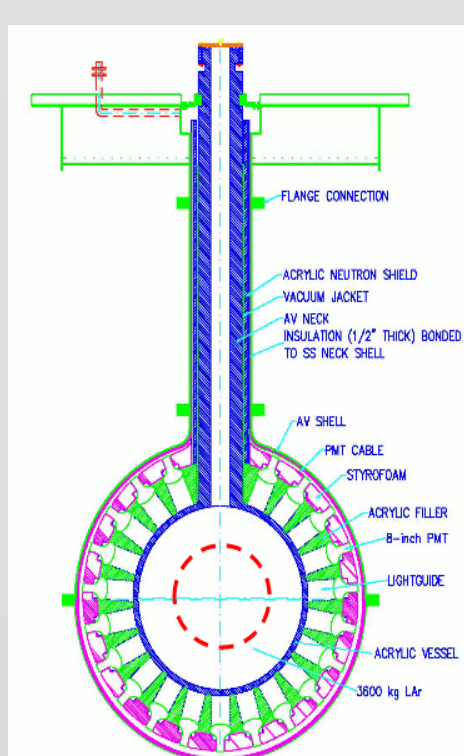 FLANGE CONNECTION
ACRYLIC NEUTRON SHIELD
VACUUM JACKET
AV NECK
INSULATION (1/2" THICK) BONDED
TO SS NECK SHELL
AV SHELL
PMT CABLE
STYROFOAM
ACRYLIC FILLER
8-inch PMT
LIGHTGUIDE
ACRYLIC VESSEL
3600 kg LAr